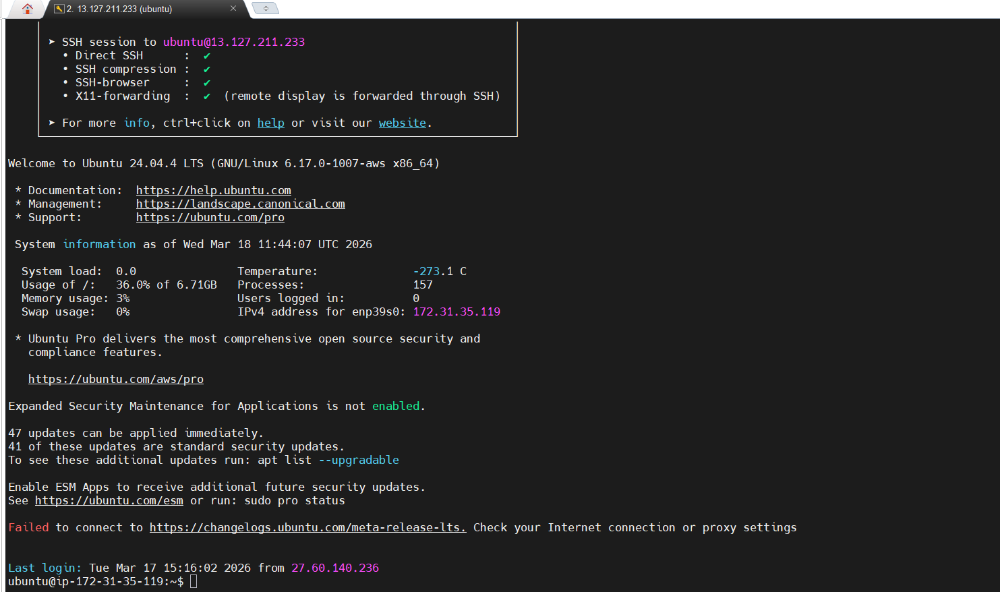 2. 13.127.211.233 (ubuntu)
➤ SSH session to ubuntu@13.127.211.233
• Direct SSH      :  ✔
• SSH compression :  ✔
• SSH-browser     :  ✔
• X11-forwarding  :  ✔  (remote display is forwarded through SSH)
➤ For more info, ctrl+click on help or visit our website.
Welcome to Ubuntu 24.04.4 LTS (GNU/Linux 6.17.0-1007-aws x86_64)
* Documentation:  https://help.ubuntu.com
* Management:     https://landscape.canonical.com
* Support:        https://ubuntu.com/pro
System information as of Wed Mar 18 11:44:07 UTC 2026
System load:  0.0               Temperature:              -273.1 C
Usage of /:   36.0% of 6.71GB   Processes:                157
Memory usage: 3%                Users logged in:          0
Swap usage:   0%                IPv4 address for enp39s0: 172.31.35.119
* Ubuntu Pro delivers the most comprehensive open source security and
compliance features.
https://ubuntu.com/aws/pro
Expanded Security Maintenance for Applications is not enabled.
47 updates can be applied immediately.
41 of these updates are standard security updates.
To see these additional updates run: apt list --upgradable
Enable ESM Apps to receive additional future security updates.
See https://ubuntu.com/esm or run: sudo pro status
Failed to connect to https://changelogs.ubuntu.com/meta-release-lts. Check your Internet connection or proxy settings
Last login: Tue Mar 17 15:16:02 2026 from 27.60.140.236
ubuntu@ip-172-31-35-119:~$